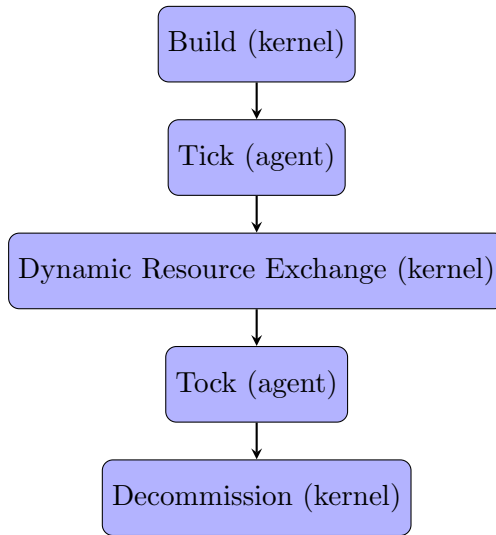 Build (kernel)
Tick (agent)
Dynamic Resource Exchange (kernel)
Tock (agent)
Decommission (kernel)